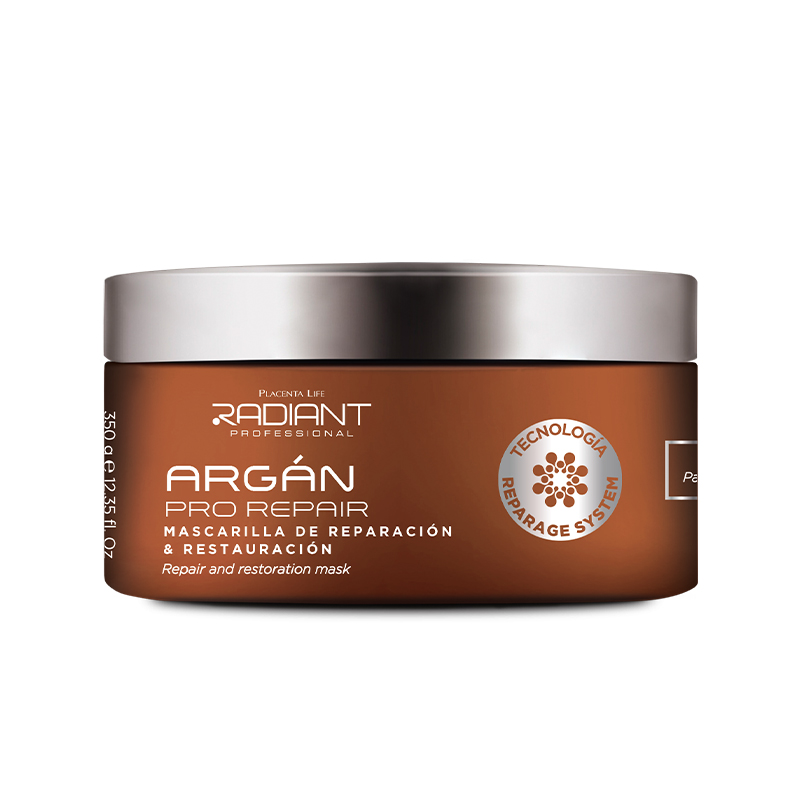 PLACENTA LIFE
RADIANT
PROFESSIONAL
ARGÁN
PRO REPAIR
MASCARILLA DE REPARACIÓN
& RESTAURACIÓN
Repair and restoration mask
350 g e 12.35 fl. Oz
TECNOLOGÍA
REPARAGE SYSTEM